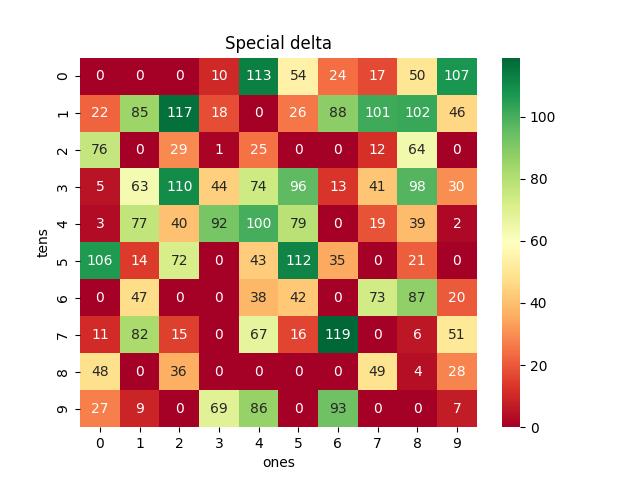 Special delta
0 0 0 0 10 113 54 24 17 50 107
1 22 85 117 18 0 26 88 101 102 46
2 76 0 29 1 25 0 0 12 64 0
3 5 63 110 44 74 96 13 41 98 30
4 3 77 40 92 100 79 0 19 39 2
5 106 14 72 0 43 112 35 0 21 0
6 0 47 0 0 38 42 0 73 87 20
7 11 82 15 0 67 16 119 0 6 51
8 48 0 36 0 0 0 0 49 4 28
9 27 9 0 69 86 0 93 0 0 7
0 1 2 3 4 5 6 7 8 9
ones
tens
100
80
60
40
20
0